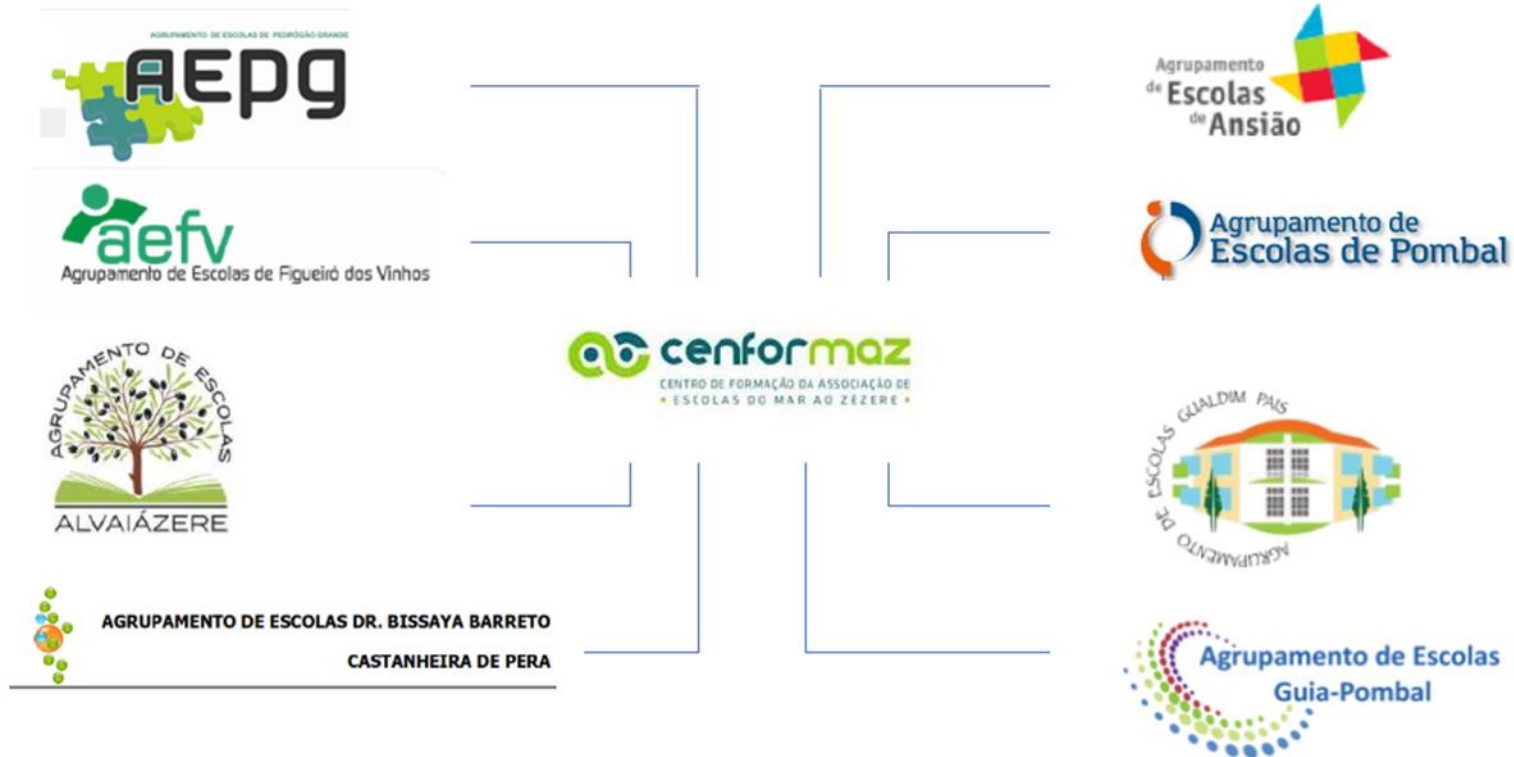 AGRUPAMENTO DE ESCOLAS DE PEDRÓGÃO GRANDE
AEPG
aefv
Agrupamento de Escolas de Figueiró dos Vinhos
AGRUPAMENTO DE ESCOLAS
ALVAIÁZERE
AGRUPAMENTO DE ESCOLAS DR. BISSAYA BARRETO
CASTANHEIRA DE PERA
cenformaz
CENTRO DE FORMAÇÃO DA ASSOCIAÇÃO DE
• ESCOLAS DO MAR AO ZÊZERE •
Agrupamento
de Escolas
de Ansião
Agrupamento de
Escolas de Pombal
AGRUPAMENTO DE ESCOLAS GUALDIM PAIS
Agrupamento de Escolas
Guia-Pombal